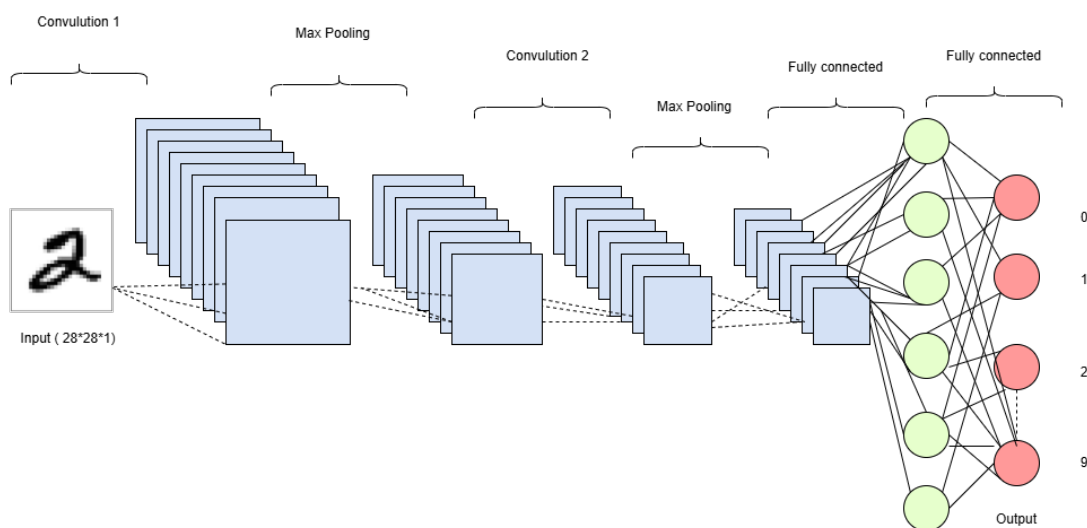 Convulution 1
Max Pooling
Convulution 2
Max Pooling
Fully connected
Fully connected
Input ( 28*28*1)
0
1
2
9
Output